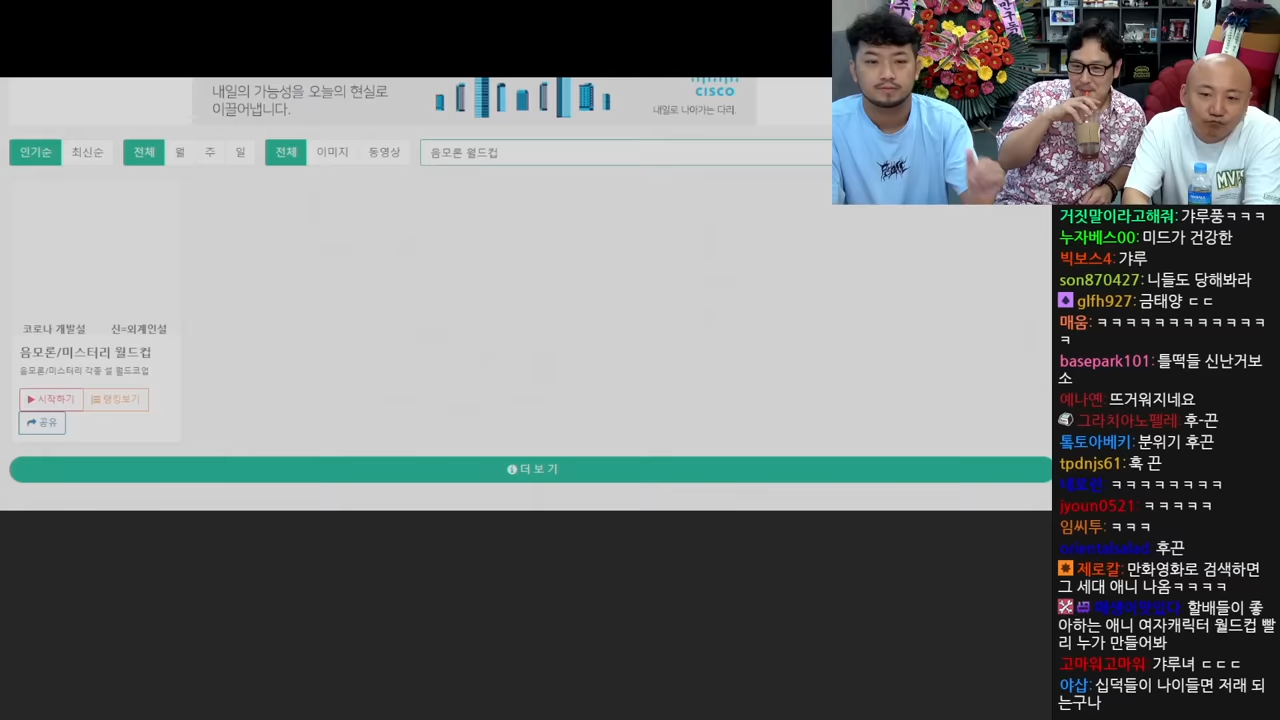 내일의 가능성을 오늘의 현실로
이끌어냅니다.
CISCO
내일로 나아가는 다리.
인기순 최신순 전체 월 주 일 전체 이미지 동영상 음모론 월드컵
코로나 개발설 신=외계인설
음모론/미스터리 월드컵
음모론/미스터리 각종 설 월드코업
시작하기 랭킹보기
공유
더 보 기
거짓말이라고해줘: 갸루풍ㅋㅋㅋ
누자베스00: 미드가 건강한
빅보스4: 갸루
son870427: 니들도 당해봐라
glfh927: 금태양 ㄷㄷ
매움: ㅋㅋㅋㅋㅋㅋㅋㅋㅋㅋㅋㅋ
ㅋ
basepark101: 틀떡들 신난거보
소
예나옌: 뜨거워지네요
그라치아노펠레: 후-끈
톨토아베키: 분위기 후끈
tpdnjs61: 훅 끈
ㅋㅋㅋㅋㅋㅋㅋㅋ
jyoun0521: ㅋㅋㅋㅋㅋ
임씨투: ㅋㅋㅋ
orientalsalad: 후끈
제로칼: 만화영화로 검색하면
그 세대 애니 나옴ㅋㅋㅋㅋ
할배들이 좋
아하는 애니 여자캐릭터 월드컵 빨
리 누가 만들어봐
고마워고마워: 갸루녀 ㄷㄷㄷ
야삽: 십덕들이 나이들면 저래 되
는구나